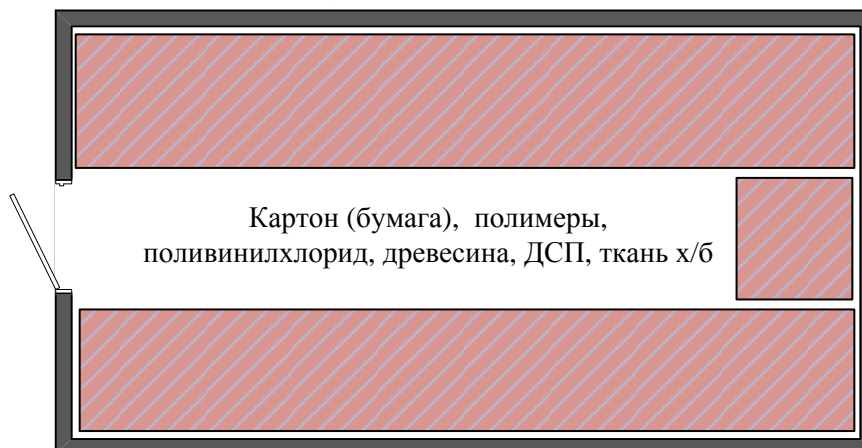 Картон (бумага), полимеры,
поливинилхлорид, древесина, ДСП, ткань х/б